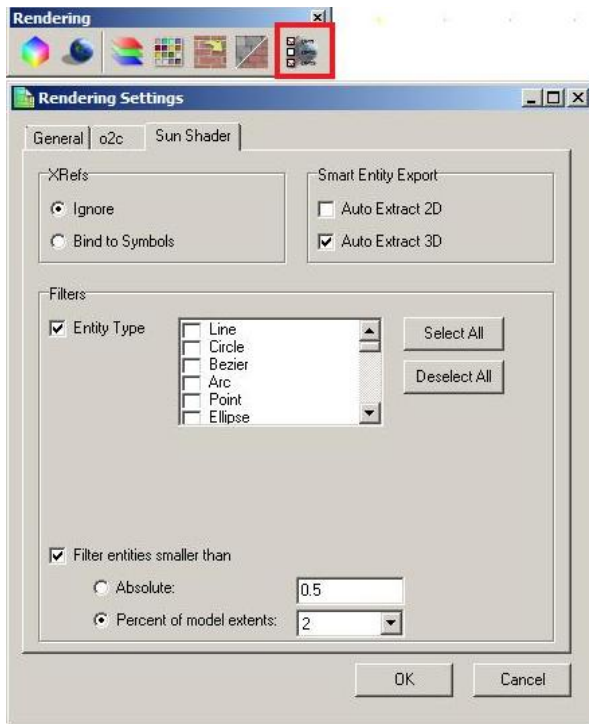 Rendering
Rendering Settings
General o2c Sun Shader
XRefs
Ignore
Bind to Symbols
Smart Entity Export
Auto Extract 2D
Auto Extract 3D
Filters
Entity Type
Line
Circle
Bezier
Arc
Point
Ellipse
Select All
Deselect All
Filter entities smaller than
Absolute: 0.5
Percent of model extents: 2
OK Cancel